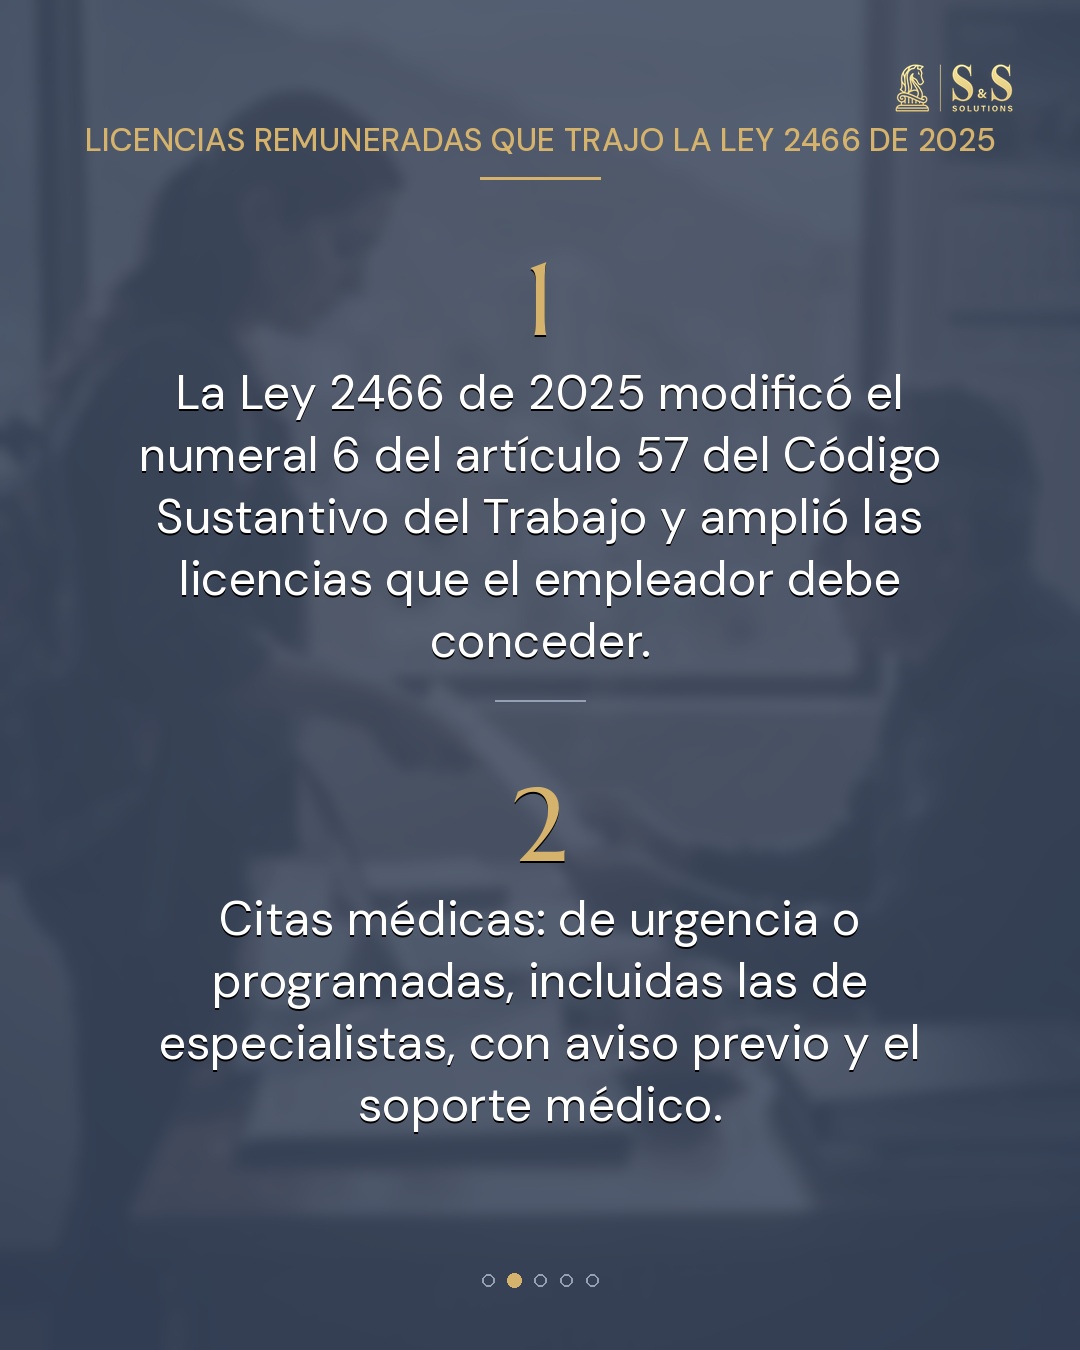 S&S
SOLUTIONS
LICENCIAS REMUNERADAS QUE TRAJO LA LEY 2466 DE 2025
1
La Ley 2466 de 2025 modificó el
numeral 6 del artículo 57 del Código
Sustantivo del Trabajo y amplió las
licencias que el empleador debe
conceder.
2
Citas médicas: de urgencia o
programadas, incluidas las de
especialistas, con aviso previo y el
soporte médico.